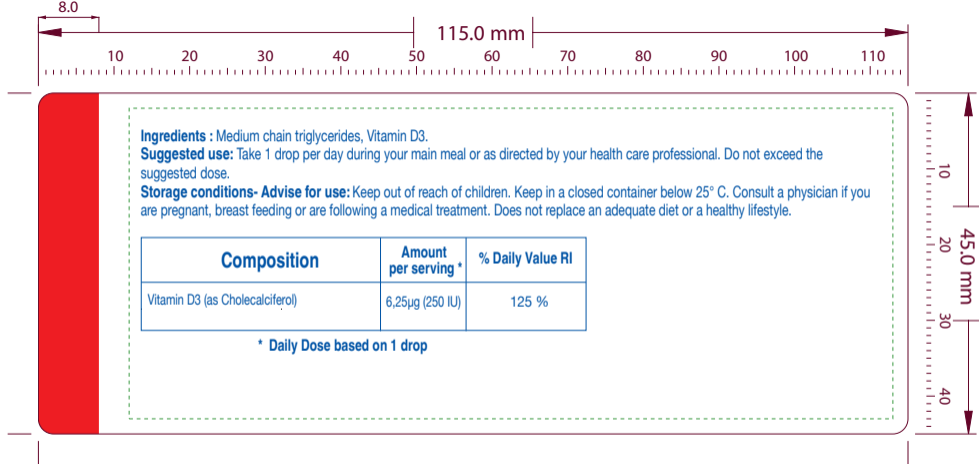 8.0
115.0 mm
10 20 30 40 50 60 70 80 90 100 110
Ingredients : Medium chain triglycerides, Vitamin D3.
Suggested use: Take 1 drop per day during your main meal or as directed by your health care professional. Do not exceed the
suggested dose.
Storage conditions- Advise for use: Keep out of reach of children. Keep in a closed container below 25° C. Consult a physician if you
are pregnant, breast feeding or are following a medical treatment. Does not replace an adequate diet or a healthy lifestyle.
Composition
Amount
per serving *
% Daily Value RI
Vitamin D3 (as Cholecalciferol)
6,25µg (250 IU)
125 %
* Daily Dose based on 1 drop
10 20 30 40
45.0 mm